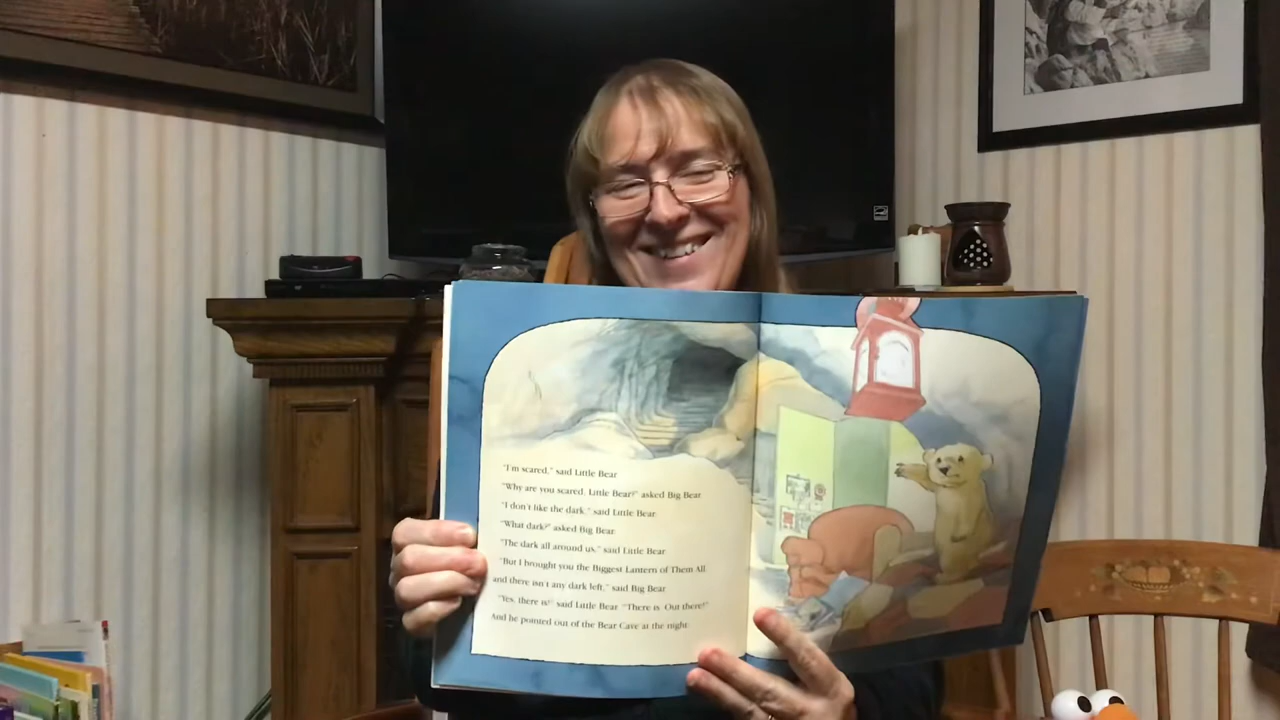 "I'm scared," said Little Bear.
"Why are you scared, Little Bear?" asked Big Bear.
"I don't like the dark," said Little Bear.
"What dark?" asked Big Bear.
"The dark all around us," said Little Bear.
"But I brought you the Biggest Lantern of Them All,
and there isn't any dark left," said Big Bear.
"Yes, there is!" said Little Bear. "There is. Out there!"
And he pointed out of the Bear Cave at the night.